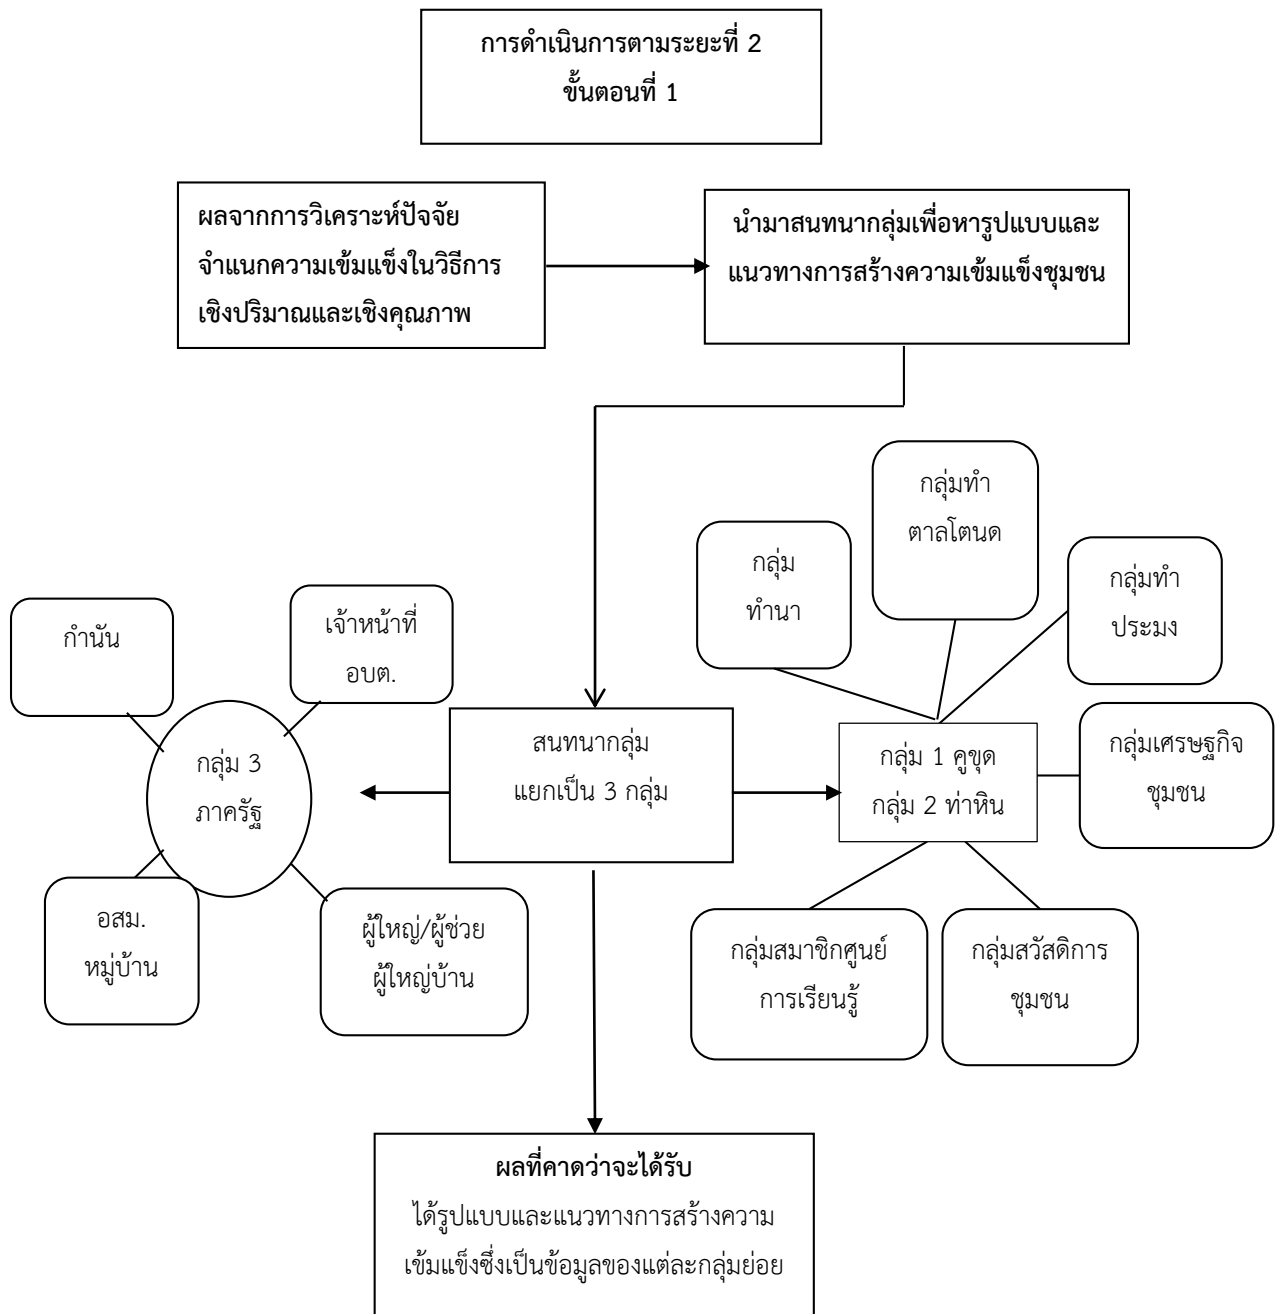 การดำเนินการตามระยะที่ 2
ขั้นตอนที่ 1
ผลจากการวิเคราะห์ปัจจัย
จำแนกความเข้มแข็งในวิธีการ
เชิงปริมาณและเชิงคุณภาพ
นำมาสนทนากลุ่มเพื่อหารูปแบบและ
แนวทางการสร้างความเข้มแข็งชุมชน
กลุ่มทำ
ตาลโตนด
กลุ่ม
ทำนา
กลุ่มทำ
ประมง
กำนัน
เจ้าหน้าที่
อบต.
กลุ่ม 3
ภาครัฐ
สนทนากลุ่ม
แยกเป็น 3 กลุ่ม
กลุ่ม 1 คูขุด
กลุ่ม 2 ท่าหิน
กลุ่มเศรษฐกิจ
ชุมชน
อสม.
หมู่บ้าน
ผู้ใหญ่/ผู้ช่วย
ผู้ใหญ่บ้าน
กลุ่มสมาชิกศูนย์
การเรียนรู้
กลุ่มสวัสดิการ
ชุมชน
ผลที่คาดว่าจะได้รับ
ได้รูปแบบและแนวทางการสร้างความ
เข้มแข็งซึ่งเป็นข้อมูลของแต่ละกลุ่มย่อย